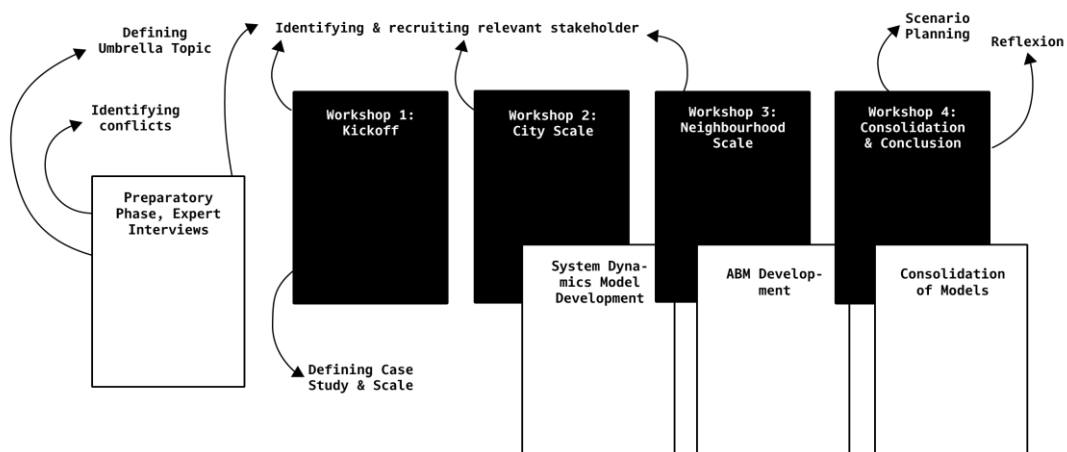 Defining
Umbrella Topic
Identifying & recruiting relevant stakeholder
Scenario
Planning
Reflexion
Identifying
conflicts
Workshop 1:
Kickoff
Workshop 2:
City Scale
Workshop 3:
Neighbourhood
Scale
Workshop 4:
Consolidation
& Conclusion
Preparatory
Phase, Expert
Interviews
System Dyna-
mics Model
Development
ABM Develop-
ment
Consolidation
of Models
Defining Case
Study & Scale